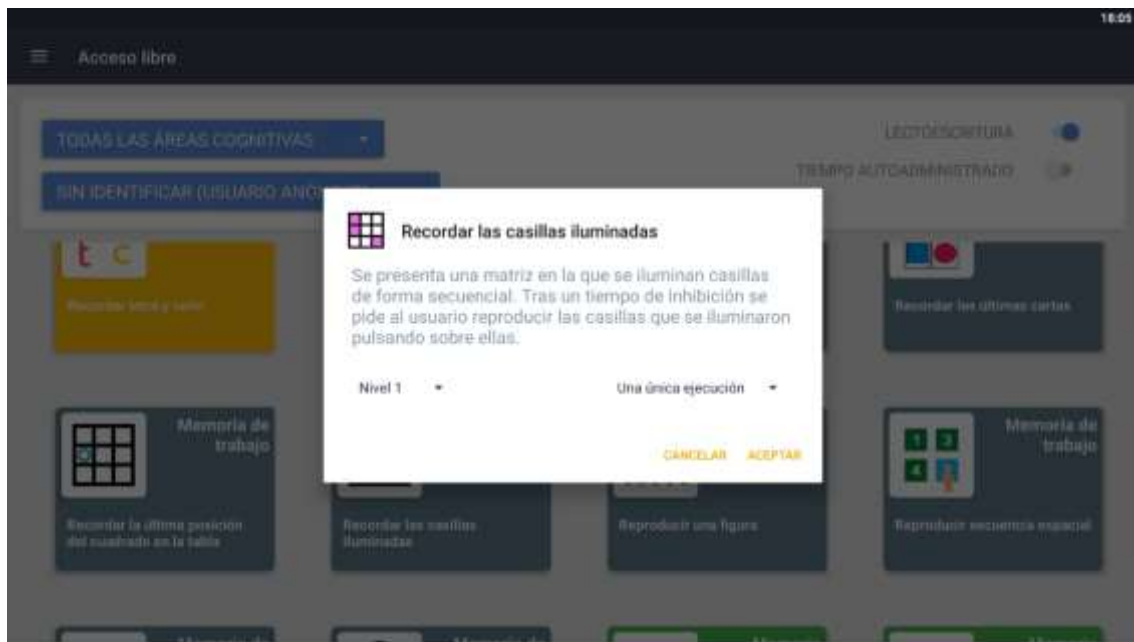 18:05
Acceso libre
TODAS LAS ÁREAS COGNITIVAS
LECTOESCRITURA
TIEMPO AUTOADMINISTRADO
SIN IDENTIFICAR (USUARIO
Recordar las casillas iluminadas
Se presenta una matriz en la que se iluminan casillas
de forma secuencial. Tras un tiempo de inhibición se
pide al usuario reproducir las casillas que se iluminaron
pulsando sobre ellas.
Nivel 1
Una única ejecución
CANCELAR
ACEPTAR
t c
Recordar las últimas cartas
Memoria de
trabajo
Recordar la última posición
del cuadrado en la tabla
Recordar las casillas
iluminadas
Reproducir una figura
1 3
4
Memoria de
trabajo
Reproducir secuencia espacial